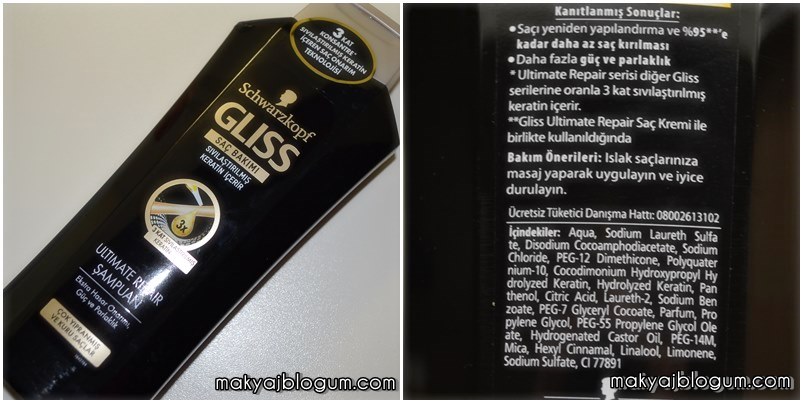 3 KAT
KONSANTRE*
SIVILAŞTIRILMIŞ KERATİN
İÇEREN SAÇ ONARIM
TEKNOLOJİSİ
Schwarzkopf
GLISS
SAÇ BAKIMI
SIVILAŞTIRILMIŞ
KERATİN İÇERİR
3x
3 KAT SIVILAŞTIRILMIŞ
KERATİN
ULTIMATE REPAIR
ŞAMPUAN
Ekstra Hasar Onarımı,
Güç ve Parlaklık
ÇOK YIPRANMIŞ
VE KURU SAÇLAR
makyajblogum.com
Kanıtlanmış Sonuçlar:
•Saçı yeniden yapılandırma ve %95**'e
kadar daha az saç kırılması
•Daha fazla güç ve parlaklık
* Ultimate Repair serisi diğer Gliss
serilerine oranla 3 kat sıvılaştırılmış
keratin içerir.
**Gliss Ultimate Repair Saç Kremi ile
birlikte kullanıldığında
Bakım Önerileri: Islak saçlarınıza
masaj yaparak uygulayın ve iyice
durulayın.
Ücretsiz Tüketici Danışma Hattı: 08002613102
İçindekiler: Aqua, Sodium Laureth Sulfa
te, Disodium Cocoamphodiacetate, Sodium
Chloride, PEG-12 Dimethicone, Polyquater
nium-10, Cocodimonium Hydroxypropyl Hy
drolyzed Keratin, Hydrolyzed Keratin, Pan
thenol, Citric Acid, Laureth-2, Sodium Ben
zoate, PEG-7 Glyceryl Cocoate, Parfum, Pro
pylene Glycol, PEG-55 Propylene Glycol Ole
ate, Hydrogenated Castor Oil, PEG-14M,
Mica, Hexyl Cinnamal, Linalool, Limonene,
Sodium Sulfate, CI 77891
makyajblogum.com